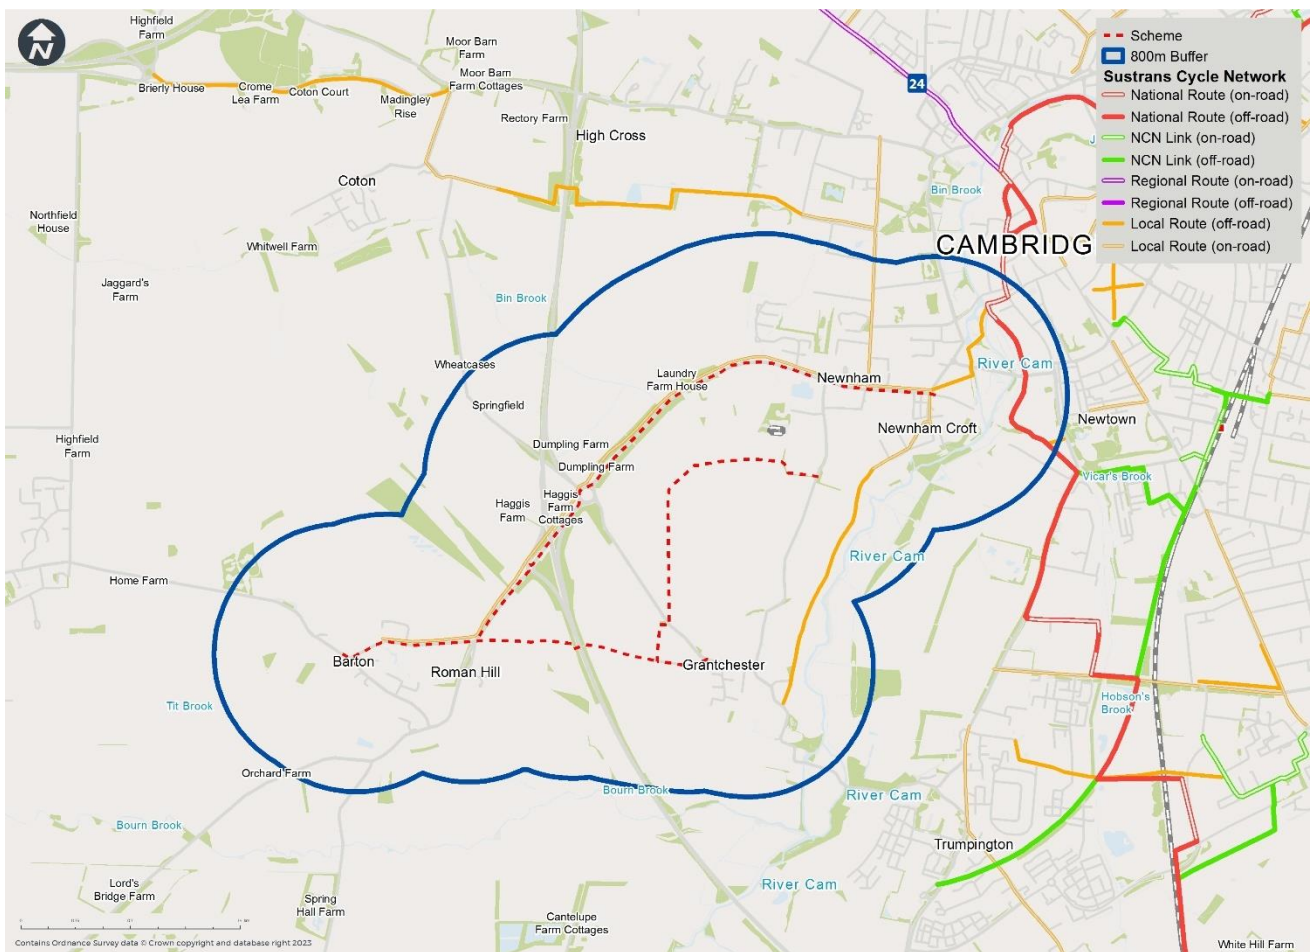 N
Highfield
Farm
Moor Barn
Farm
Brierly House
Crome
Lea Farm
Coton Court
Madingley
Rise
Moor Barn
Farm Cottages
Rectory Farm
High Cross
24
Scheme
800m Buffer
Sustrans Cycle Network
National Route (on-road)
National Route (off-road)
NCN Link (on-road)
NCN Link (off-road)
Regional Route (on-road)
Regional Route (off-road)
Local Route (off-road)
Local Route (on-road)
Coton
Bin Brook
Northfield
House
Whitwell Farm
CAMBRIDG
Jaggard's
Farm
Bin Brook
Wheatcases
Laundry
Farm House
Newnham
River Cam
Springfield
Newnham Croft
Newtown
Highfield
Farm
Dumpling Farm
Dumpling Farm
Vicar's Brook
Haggis
Farm
Haggis
Farm
Cottages
River Cam
Home Farm
Barton
Roman Hill
Grantchester
Hobson's
Brook
Tit Brook
Orchard Farm
Bourn Brook
River Cam
Bourn Brook
Trumpington
Lord's
Bridge Farm
Spring
Hall Farm
River Cam
Cantelupe
Farm Cottages
White Hill Farm
Contains Ordnance Survey data © Crown copyright and database right 2023